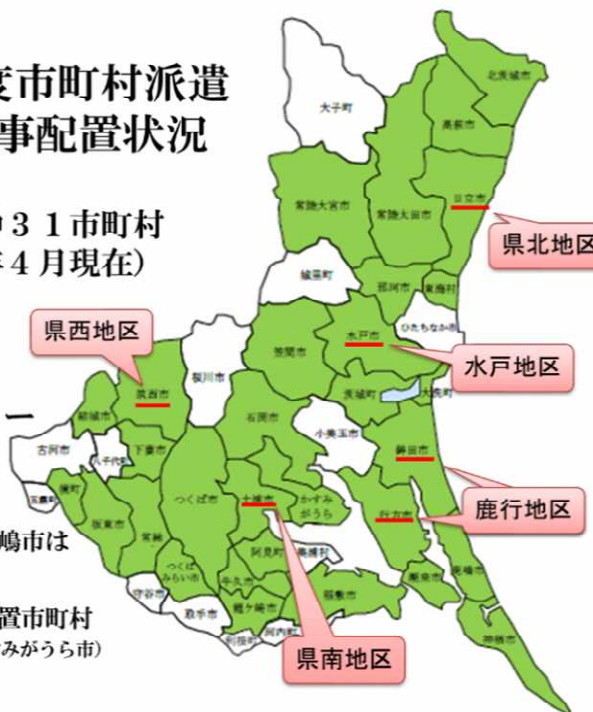 度市町村派遣
事配置状況
３１市町村
年４月現在）
北茨城市
大子町
高萩市
日立市
常陸大宮市
常陸太田市
県北地区
城里町
那珂市
東海村
ひたちなか市
水戸市
県西地区
桜川市
笠間市
水戸地区
筑西市
茨城町
大洗町
ー
結城市
石岡市
小美玉市
古河市
八千代町
下妻市
鉾田市
五霞町
境町
つくば市
土浦市
かすみ
がうら
行方市
鹿行地区
坂東市
常総
嶋市は
阿見町
美浦村
つくば
みらい市
牛久市
潮来市
鹿嶋市
守谷市
稲敷市
取手市
龍ケ崎市
置市町村
みがうら市）
利根町
河内町
神栖市
県南地区